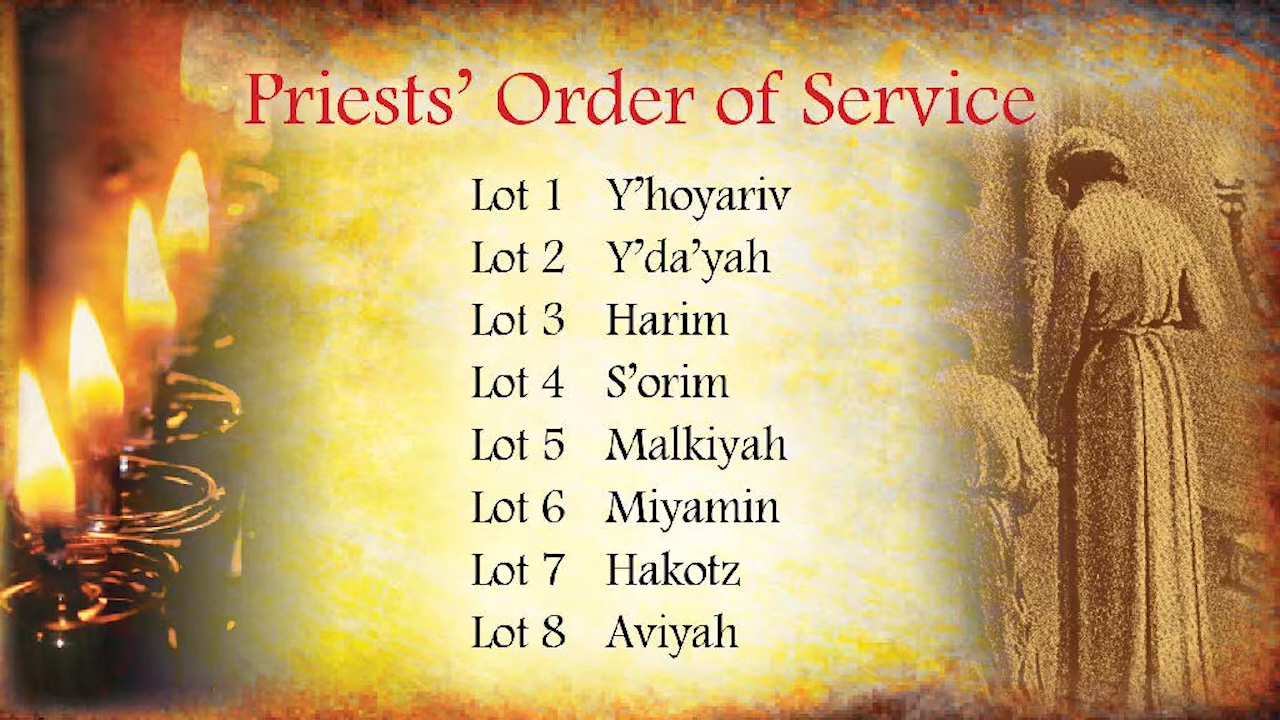 Priests’ Order of Service
Lot 1 Y’hoyariv
Lot 2 Y’da’yah
Lot 3 Harim
Lot 4 S’orim
Lot 5 Malkiyah
Lot 6 Miyamin
Lot 7 Hakotz
Lot 8 Aviyah